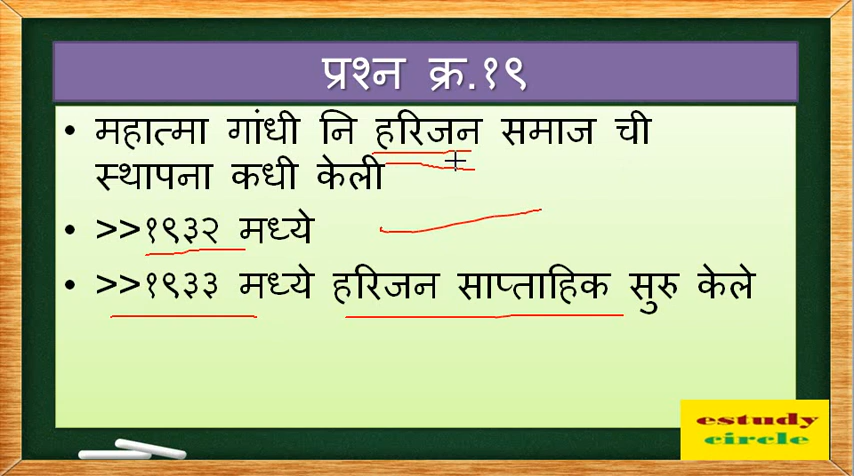 प्रश्न क्र.१९
• महात्मा गांधी नि हरिजन समाज ची
स्थापना कधी केली
• >>१९३२ मध्ये
• >>१९३३ मध्ये हरिजन साप्ताहिक सुरु केले
estudy
circle